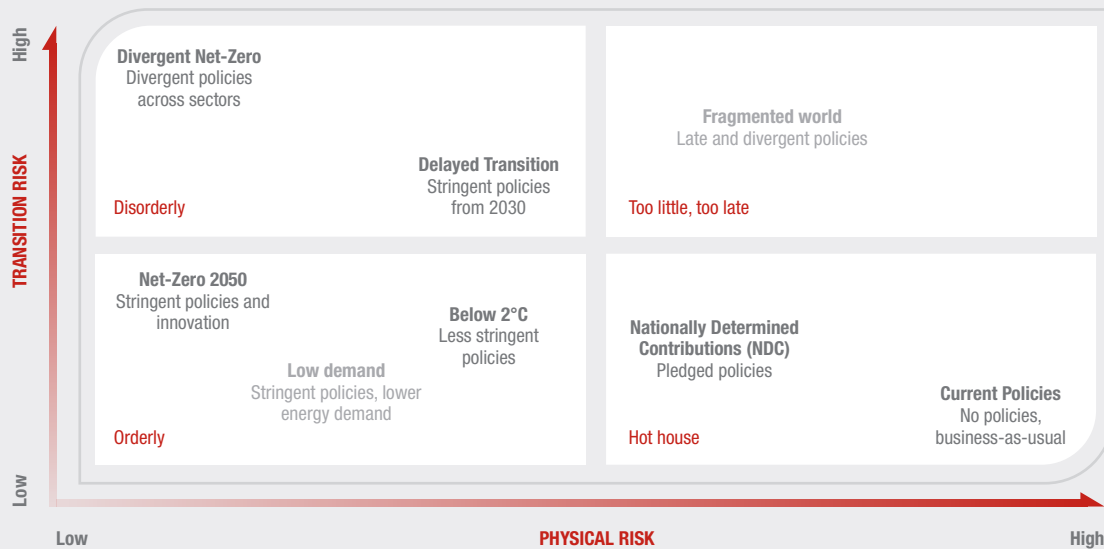 High
TRANSITION RISK
Low
Divergent Net-Zero
Divergent policies
across sectors
Delayed Transition
Stringent policies
from 2030
Disorderly
Fragmented world
Late and divergent policies
Too little, too late
Net-Zero 2050
Stringent policies and
innovation
Below 2°C
Less stringent
policies
Low demand
Stringent policies, lower
energy demand
Orderly
Nationally Determined
Contributions (NDC)
Pledged policies
Current Policies
No policies,
business-as-usual
Hot house
Low
PHYSICAL RISK
High